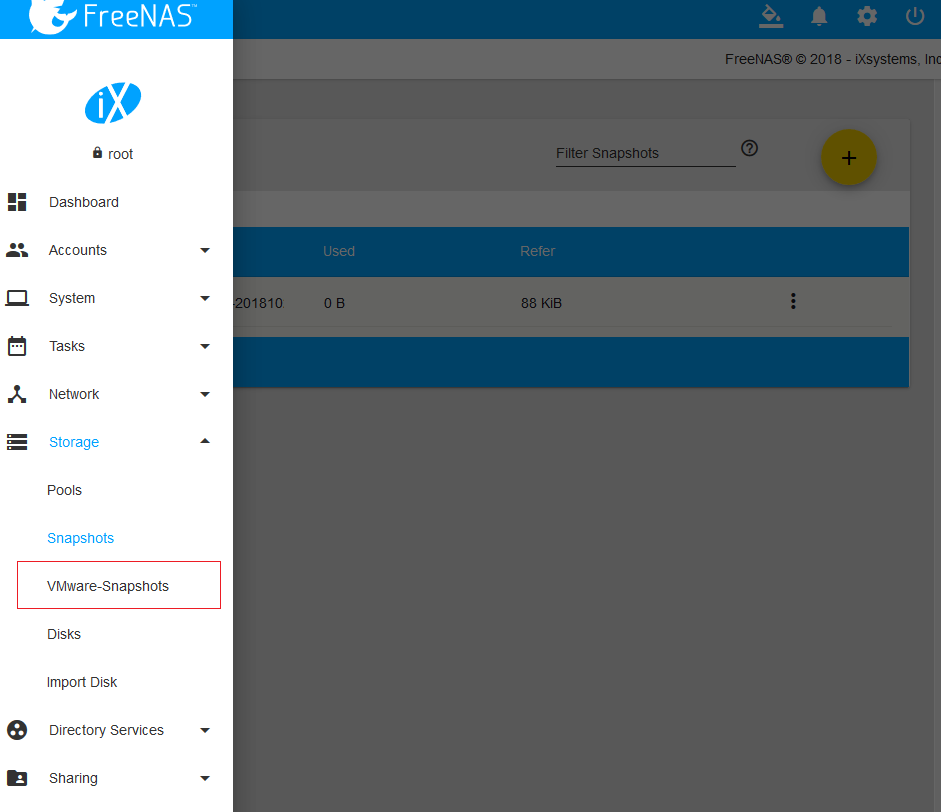 FreeNAS™
FreeNAS® © 2018 - iXsystems, Inc
iX
root
Filter Snapshots
Dashboard
Accounts
Used Refer
System
-201810 0 B 88 KiB
Tasks
Network
Storage
Pools
Snapshots
VMware-Snapshots
Disks
Import Disk
Directory Services
Sharing